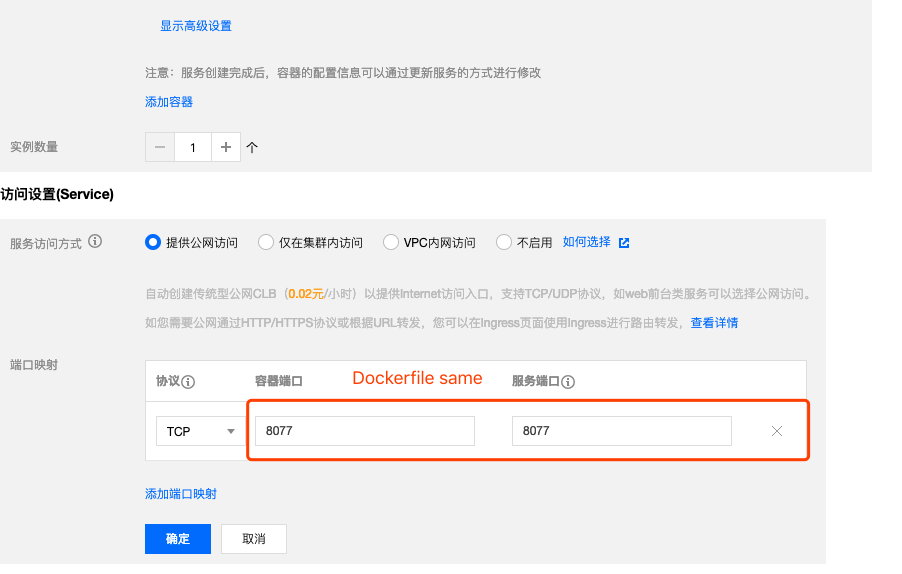 显示高级设置
注意：服务创建完成后，容器的配置信息可以通过更新服务的方式进行修改
添加容器
实例数量 1 个
访问设置(Service)
服务访问方式 提供公网访问 仅在集群内访问 VPC内网访问 不启用 如何选择
自动创建传统型公网CLB（0.02元/小时）以提供Internet访问入口，支持TCP/UDP协议，如web前台类服务可以选择公网访问。
如您需要公网通过HTTP/HTTPS协议或根据URL转发，您可以在Ingress页面使用Ingress进行路由转发，查看详情
端口映射
协议 容器端口 Dockerfile same 服务端口
TCP 8077 8077
添加端口映射
确定 取消